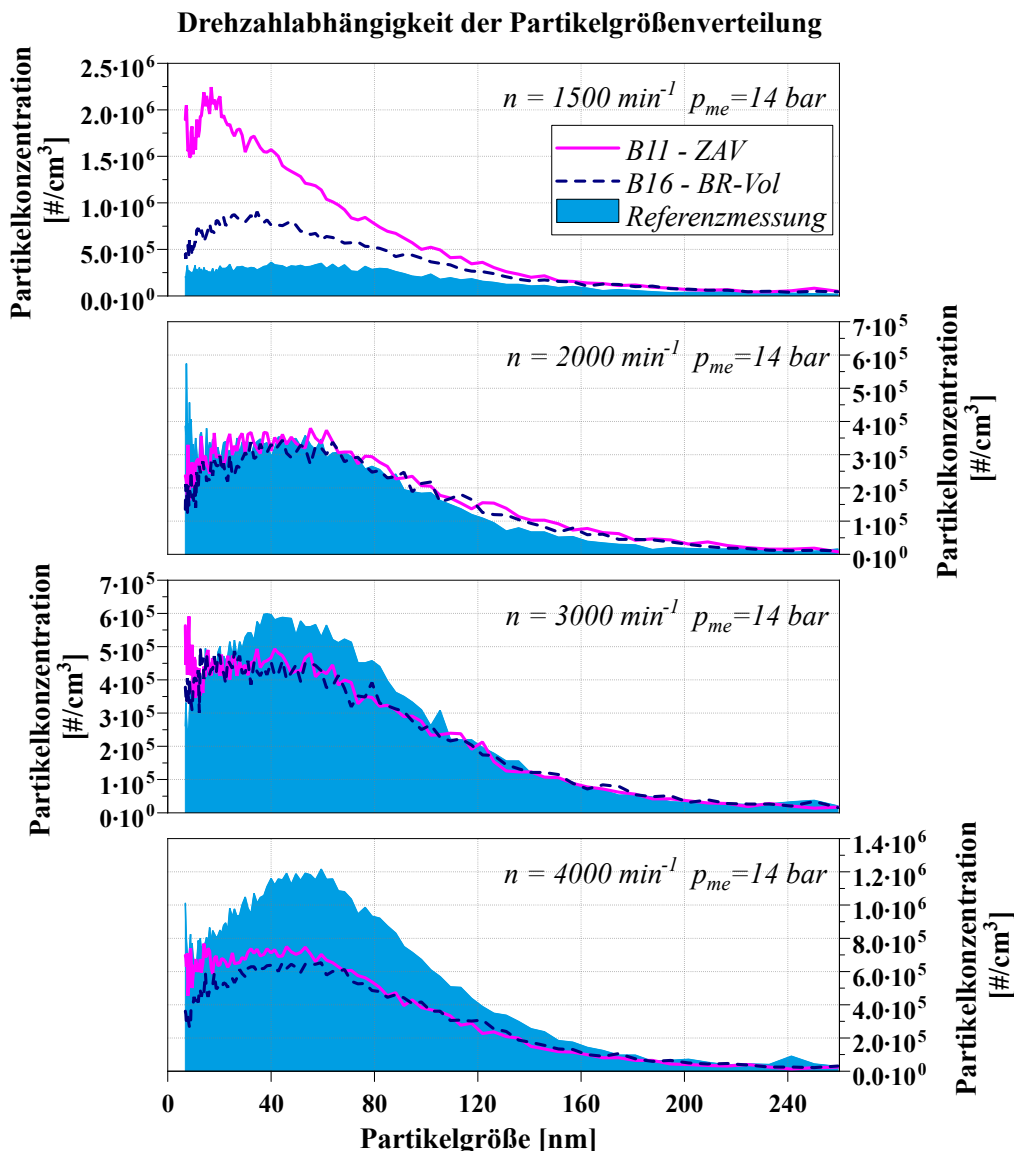 Drehzahlabhängigkeit der Partikelgrößenverteilung
Partikelkonzentration
[#/cm³]
2.5·10⁶
2.0·10⁶
1.5·10⁶
1.0·10⁶
5.0·10⁵
0.0·10⁰
n = 1500 min⁻¹ pₘₑ=14 bar
B11 - ZAV
B16 - BR-Vol
Referenzmessung
n = 2000 min⁻¹ pₘₑ=14 bar
7·10⁵
6·10⁵
5·10⁵
4·10⁵
3·10⁵
2·10⁵
1·10⁵
0·10⁰
Partikelkonzentration
[#/cm³]
Partikelkonzentration
[#/cm³]
7·10⁵
6·10⁵
5·10⁵
4·10⁵
3·10⁵
2·10⁵
1·10⁵
0·10⁰
n = 3000 min⁻¹ pₘₑ=14 bar
n = 4000 min⁻¹ pₘₑ=14 bar
1.4·10⁶
1.2·10⁶
1.0·10⁶
8.0·10⁵
6.0·10⁵
4.0·10⁵
2.0·10⁵
0.0·10⁰
Partikelkonzentration
[#/cm³]
0 40 80 120 160 200 240
Partikelgröße [nm]